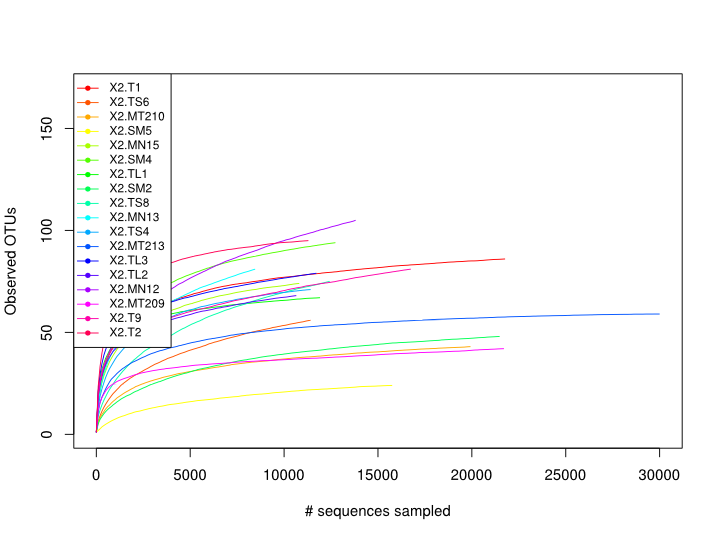 X2.T1
X2.TS6
X2.MT210
X2.SM5
X2.MN15
X2.SM4
X2.TL1
X2.SM2
X2.TS8
X2.MN13
X2.TS4
X2.MT213
X2.TL3
X2.TL2
X2.MN12
X2.MT209
X2.T9
X2.T2
Observed OTUs
150
100
50
0
0 5000 10000 15000 20000 25000 30000
# sequences sampled